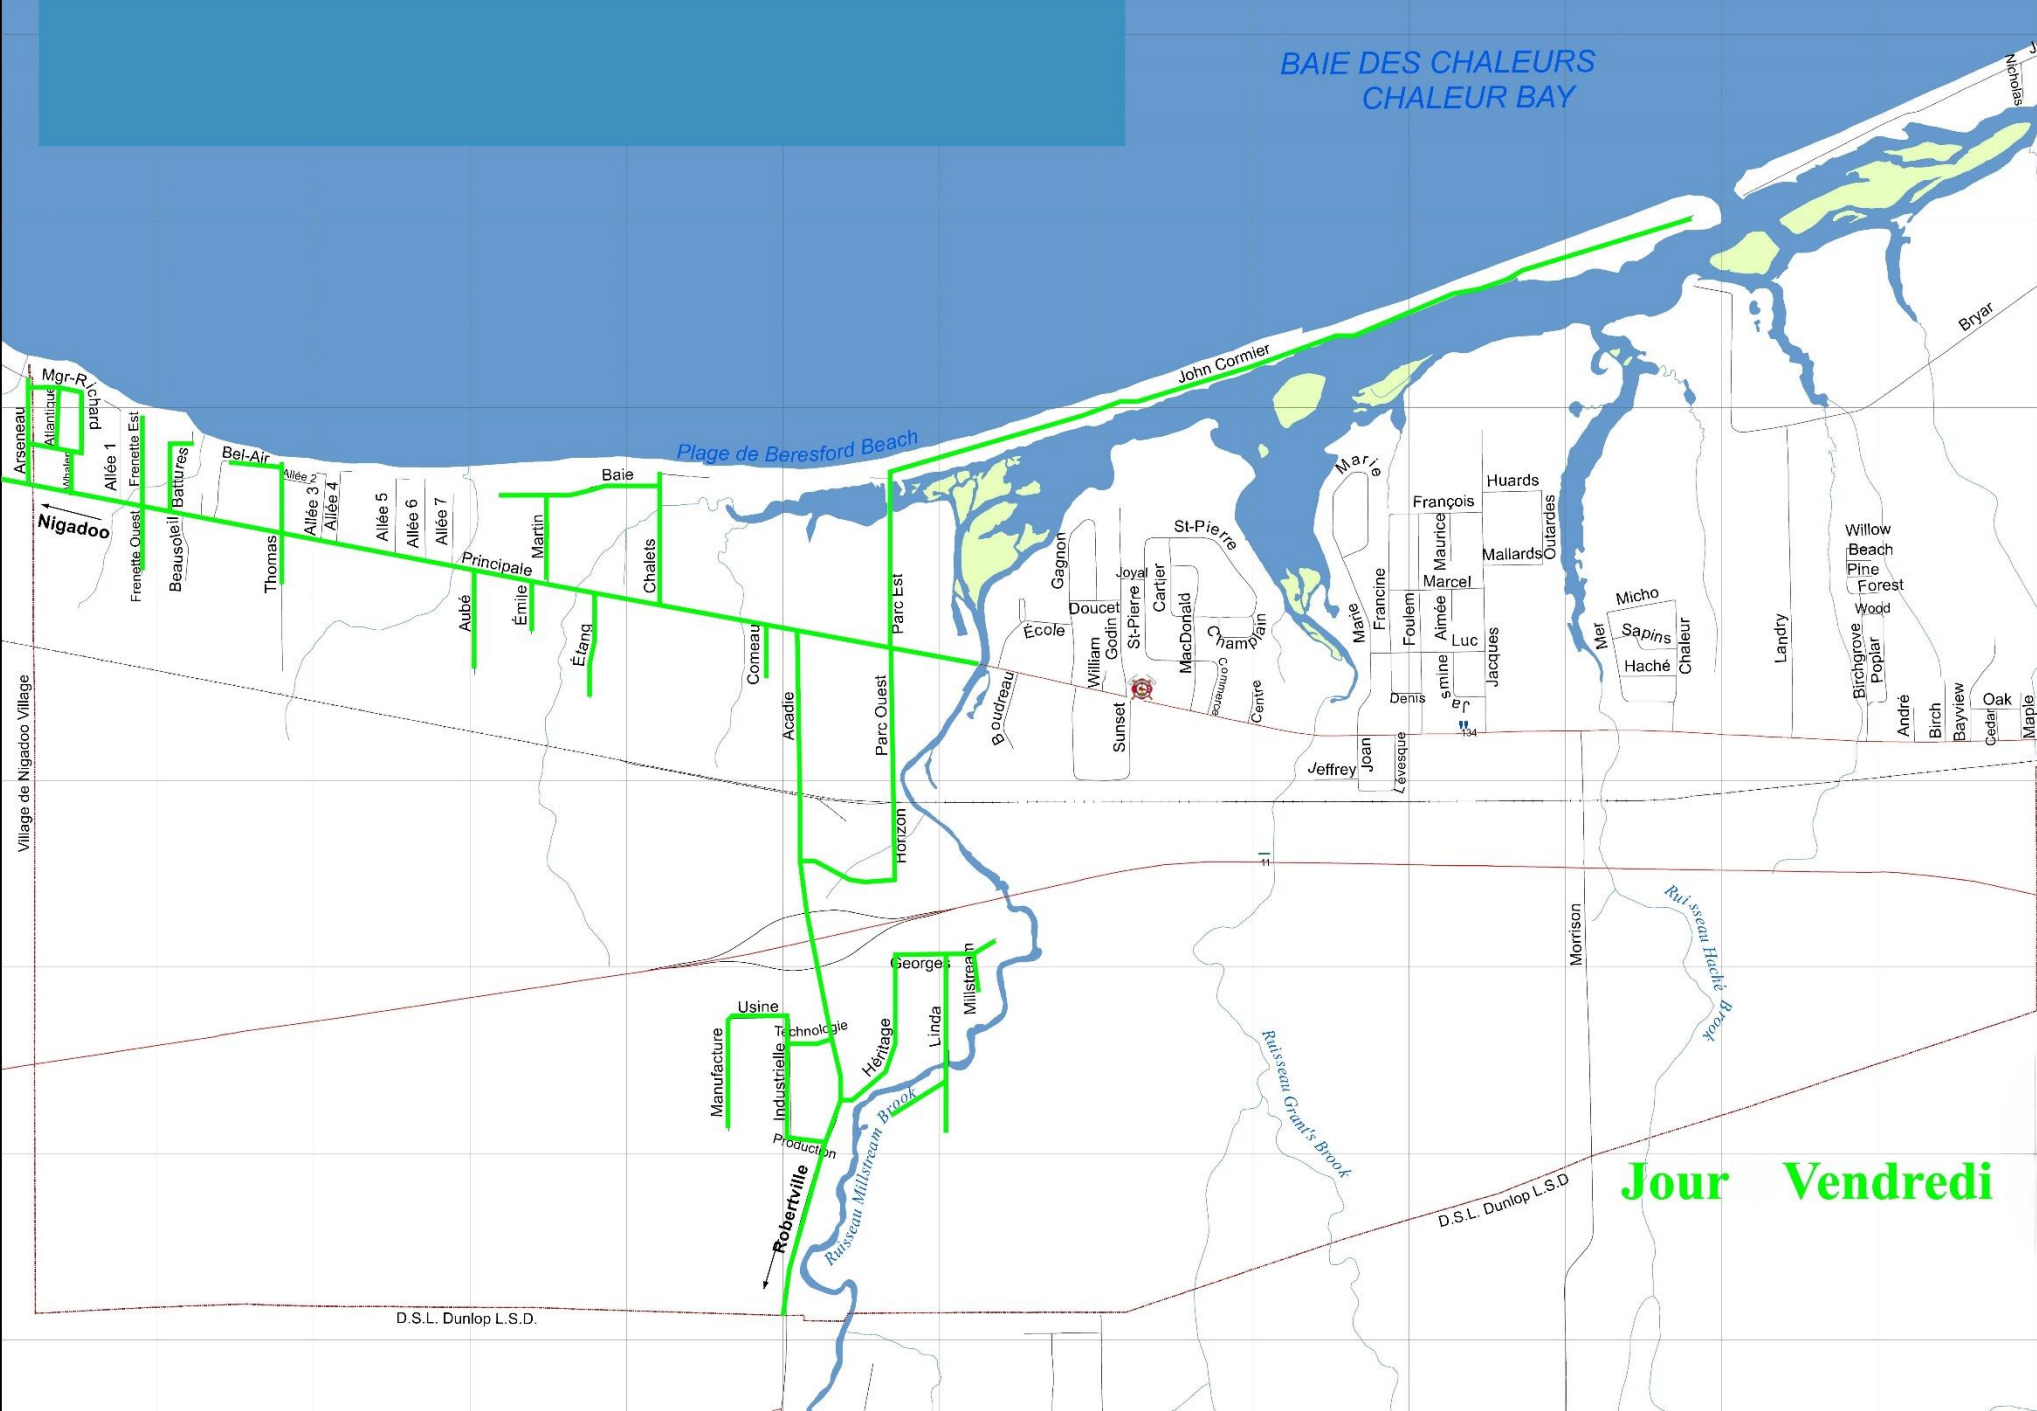 BAIE DES CHALEURS
CHALEUR BAY
Nicholas
Bryar
John Cormier
Plage de Beresford Beach
Mgr-Richard
Arseneau
Atlantique
Allée 1
Frenette Est
Battures
Bel-Air
Allée 2
Allée 3
Allée 4
Allée 5
Allée 6
Allée 7
Baie
Martin
Chalets
Nigadoo
Frenette Ouest
Beausoleil
Thomas
Principale
Aubé
Émile
Étang
Comeau
Acadie
Parc Est
Parc Ouest
Horizon
Gagnon
Doucet
École
William
Godin
St-Pierre
Joyal
Cartier
St-Pierre
MacDonald
Champlain
Commerce
Centre
Boudreau
Sunset
Marie
Marie
Francine
François
Maurice
Marcel
Foulem
Aimée
Luc
Denis
Jasmine
Jacques
Huards
Mallards
Outardes
134
Jeffrey
Joan
Levesque
Micho
Mer
Sapins
Haché
Chaleur
Landry
Willow
Beach
Pine
Forest
Wood
Birchgrove
Poplar
André
Birch
Bayview
Cedar
Oak
Maple
Village de Nigadoo Village
11
Morrison
Ruisseau Haché Brook
Georges
Millstream
Linda
Héritage
Usine
Technologie
Manufacture
Industrielle
Production
Robertville
Ruisseau Millstream Brook
Ruisseau Grant's Brook
D.S.L. Dunlop L.S.D
D.S.L. Dunlop L.S.D.
Jour Vendredi